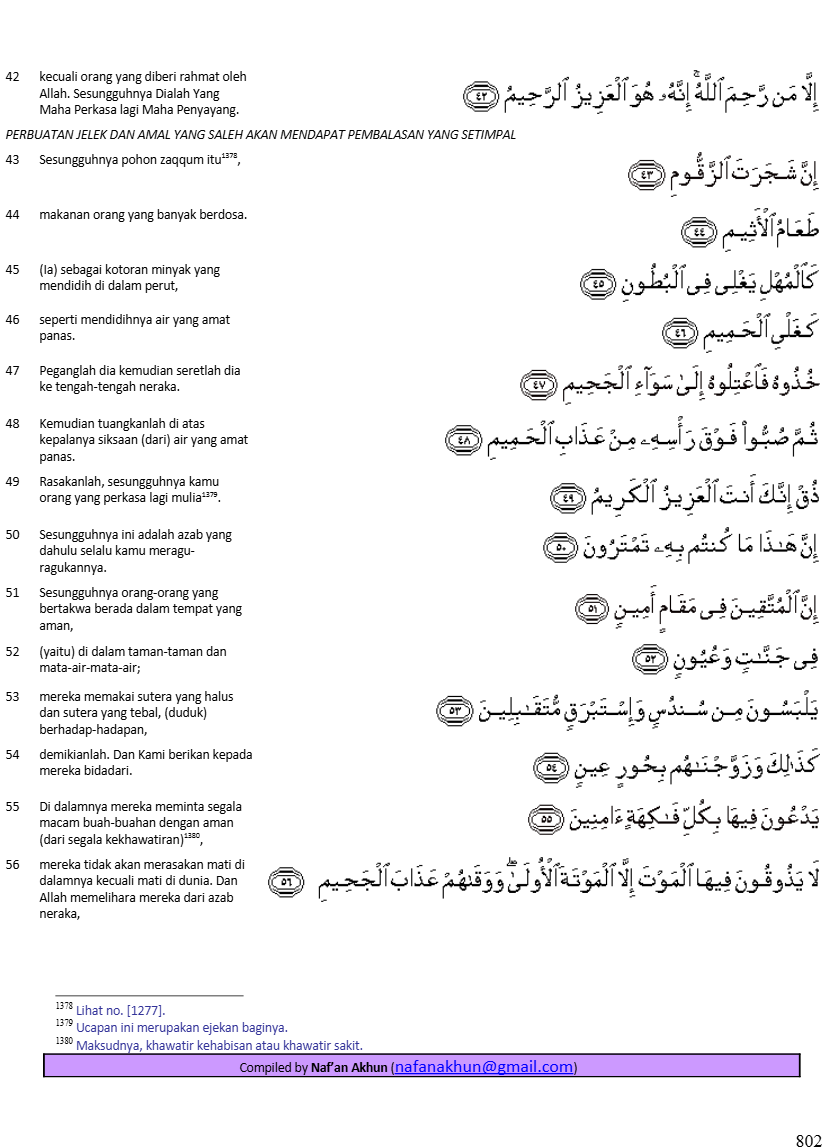 42 kecuali orang yang diberi rahmat oleh
Allah. Sesungguhnya Dialah Yang
Maha Perkasa lagi Maha Penyayang.
إِلَّا مَن رَّحِمَ ٱللَّهُ ۚ إِنَّهُۥ هُوَ ٱلْعَزِيزُ ٱلرَّحِيمُ ٤٢
PERBUATAN JELEK DAN AMAL YANG SALEH AKAN MENDAPAT PEMBALASAN YANG SETIMPAL
43 Sesungguhnya pohon zaqqum itu1378,
إِنَّ شَجَرَتَ ٱلزَّقُّومِ ٤٣
44 makanan orang yang banyak berdosa.
طَعَامُ ٱلْأَثِيمِ ٤٤
45 (Ia) sebagai kotoran minyak yang
mendidih di dalam perut,
كَٱلْمُهْلِ يَغْلِى فِى ٱلْبُطُونِ ٤٥
46 seperti mendidihnya air yang amat
panas.
كَغَلْىِ ٱلْحَمِيمِ ٤٦
47 Peganglah dia kemudian seretlah dia
ke tengah-tengah neraka.
خُذُوهُ فَٱعْتِلُوهُ إِلَىٰ سَوَآءِ ٱلْجَحِيمِ ٤٧
48 Kemudian tuangkanlah di atas
kepalanya siksaan (dari) air yang amat
panas.
ثُمَّ صُبُّوا۟ فَوْقَ رَأْسِهِۦ مِنْ عَذَابِ ٱلْحَمِيمِ ٤٨
49 Rasakanlah, sesungguhnya kamu
orang yang perkasa lagi mulia1379.
ذُقْ إِنَّكَ أَنتَ ٱلْعَزِيزُ ٱلْكَرِيمُ ٤٩
50 Sesungguhnya ini adalah azab yang
dahulu selalu kamu meragu-
ragukannya.
إِنَّ هَـٰذَا مَا كُنتُم بِهِۦ تَمْتَرُونَ ٥٠
51 Sesungguhnya orang-orang yang
bertakwa berada dalam tempat yang
aman,
إِنَّ ٱلْمُتَّقِينَ فِى مَقَامٍ أَمِينٍ ٥١
52 (yaitu) di dalam taman-taman dan
mata-air-mata-air;
فِى جَنَّـٰتٍ وَعُيُونٍ ٥٢
53 mereka memakai sutera yang halus
dan sutera yang tebal, (duduk)
berhadap-hadapan,
يَلْبَسُونَ مِن سُندُسٍ وَإِسْتَبْرَقٍ مُّتَقَـٰبِلِينَ ٥٣
54 demikianlah. Dan Kami berikan kepada
mereka bidadari.
كَذَٰلِكَ وَزَوَّجْنَـٰهُم بِحُورٍ عِينٍ ٥٤
55 Di dalamnya mereka meminta segala
macam buah-buahan dengan aman
(dari segala kekhawatiran)1380,
يَدْعُونَ فِيهَا بِكُلِّ فَـٰكِهَةٍ ءَامِنِينَ ٥٥
56 mereka tidak akan merasakan mati di
dalamnya kecuali mati di dunia. Dan
Allah memelihara mereka dari azab
neraka,
لَا يَذُوقُونَ فِيهَا ٱلْمَوْتَ إِلَّا ٱلْمَوْتَةَ ٱلْأُولَىٰ ۖ وَوَقَـٰهُمْ عَذَابَ ٱلْجَحِيمِ ٥٦
1378 Lihat no. [1277].
1379 Ucapan ini merupakan ejekan baginya.
1380 Maksudnya, khawatir kehabisan atau khawatir sakit.
Compiled by Naf'an Akhun (nafanakhun@gmail.com)
802